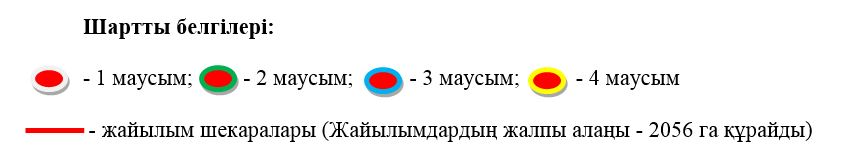 Шартты белгілері:
- 1 маусым; - 2 маусым; - 3 маусым; - 4 маусым
- жайылым шекаралары (Жайылымдардың жалпы алаңы - 2056 га құрайды)